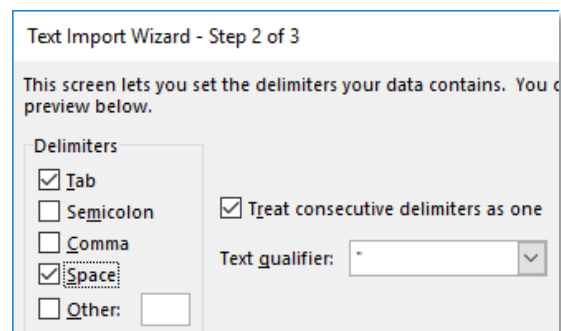 Text Import Wizard - Step 2 of 3
This screen lets you set the delimiters your data contains. You
preview below.
Delimiters
Tab
Semicolon
Treat consecutive delimiters as one
Comma
Text qualifier: "
Space
Other: